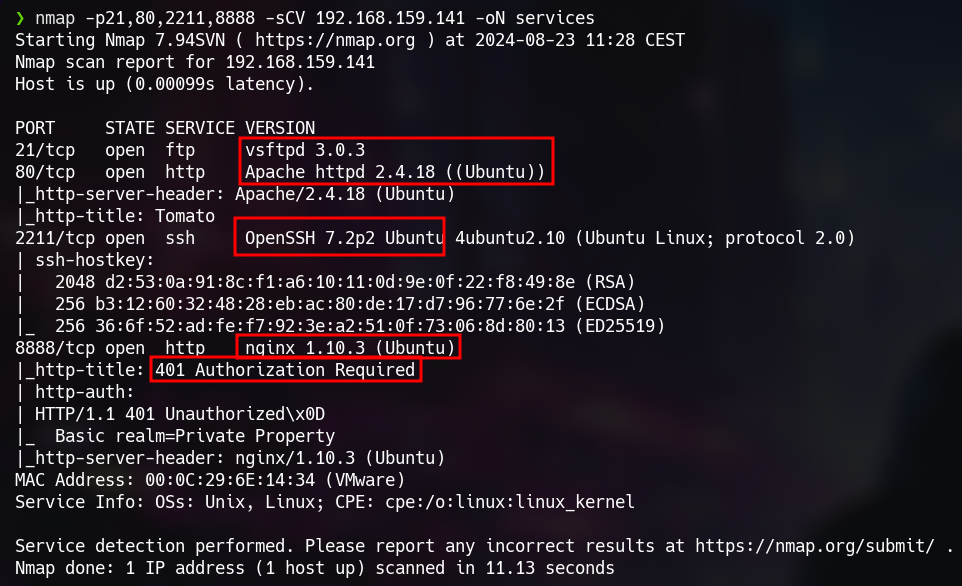 ❯ nmap -p21,80,2211,8888 -sCV 192.168.159.141 -oN services
Starting Nmap 7.94SVN ( https://nmap.org ) at 2024-08-23 11:28 CEST
Nmap scan report for 192.168.159.141
Host is up (0.00099s latency).
PORT     STATE SERVICE VERSION
21/tcp   open  ftp     vsftpd 3.0.3
80/tcp   open  http    Apache httpd 2.4.18 ((Ubuntu))
|_http-server-header: Apache/2.4.18 (Ubuntu)
|_http-title: Tomato
2211/tcp open  ssh     OpenSSH 7.2p2 Ubuntu 4ubuntu2.10 (Ubuntu Linux; protocol 2.0)
| ssh-hostkey:
|   2048 d2:53:0a:91:8c:f1:a6:10:11:0d:9e:0f:22:f8:49:8e (RSA)
|   256 b3:12:60:32:48:28:eb:ac:80:de:17:d7:96:77:6e:2f (ECDSA)
|_  256 36:6f:52:ad:fe:f7:92:3e:a2:51:0f:73:06:8d:80:13 (ED25519)
8888/tcp open  http    nginx 1.10.3 (Ubuntu)
|_http-title: 401 Authorization Required
| http-auth:
| HTTP/1.1 401 Unauthorized\x0D
|_  Basic realm=Private Property
|_http-server-header: nginx/1.10.3 (Ubuntu)
MAC Address: 00:0C:29:6E:14:34 (VMware)
Service Info: OSs: Unix, Linux; CPE: cpe:/o:linux:linux_kernel
Service detection performed. Please report any incorrect results at https://nmap.org/submit/ .
Nmap done: 1 IP address (1 host up) scanned in 11.13 seconds